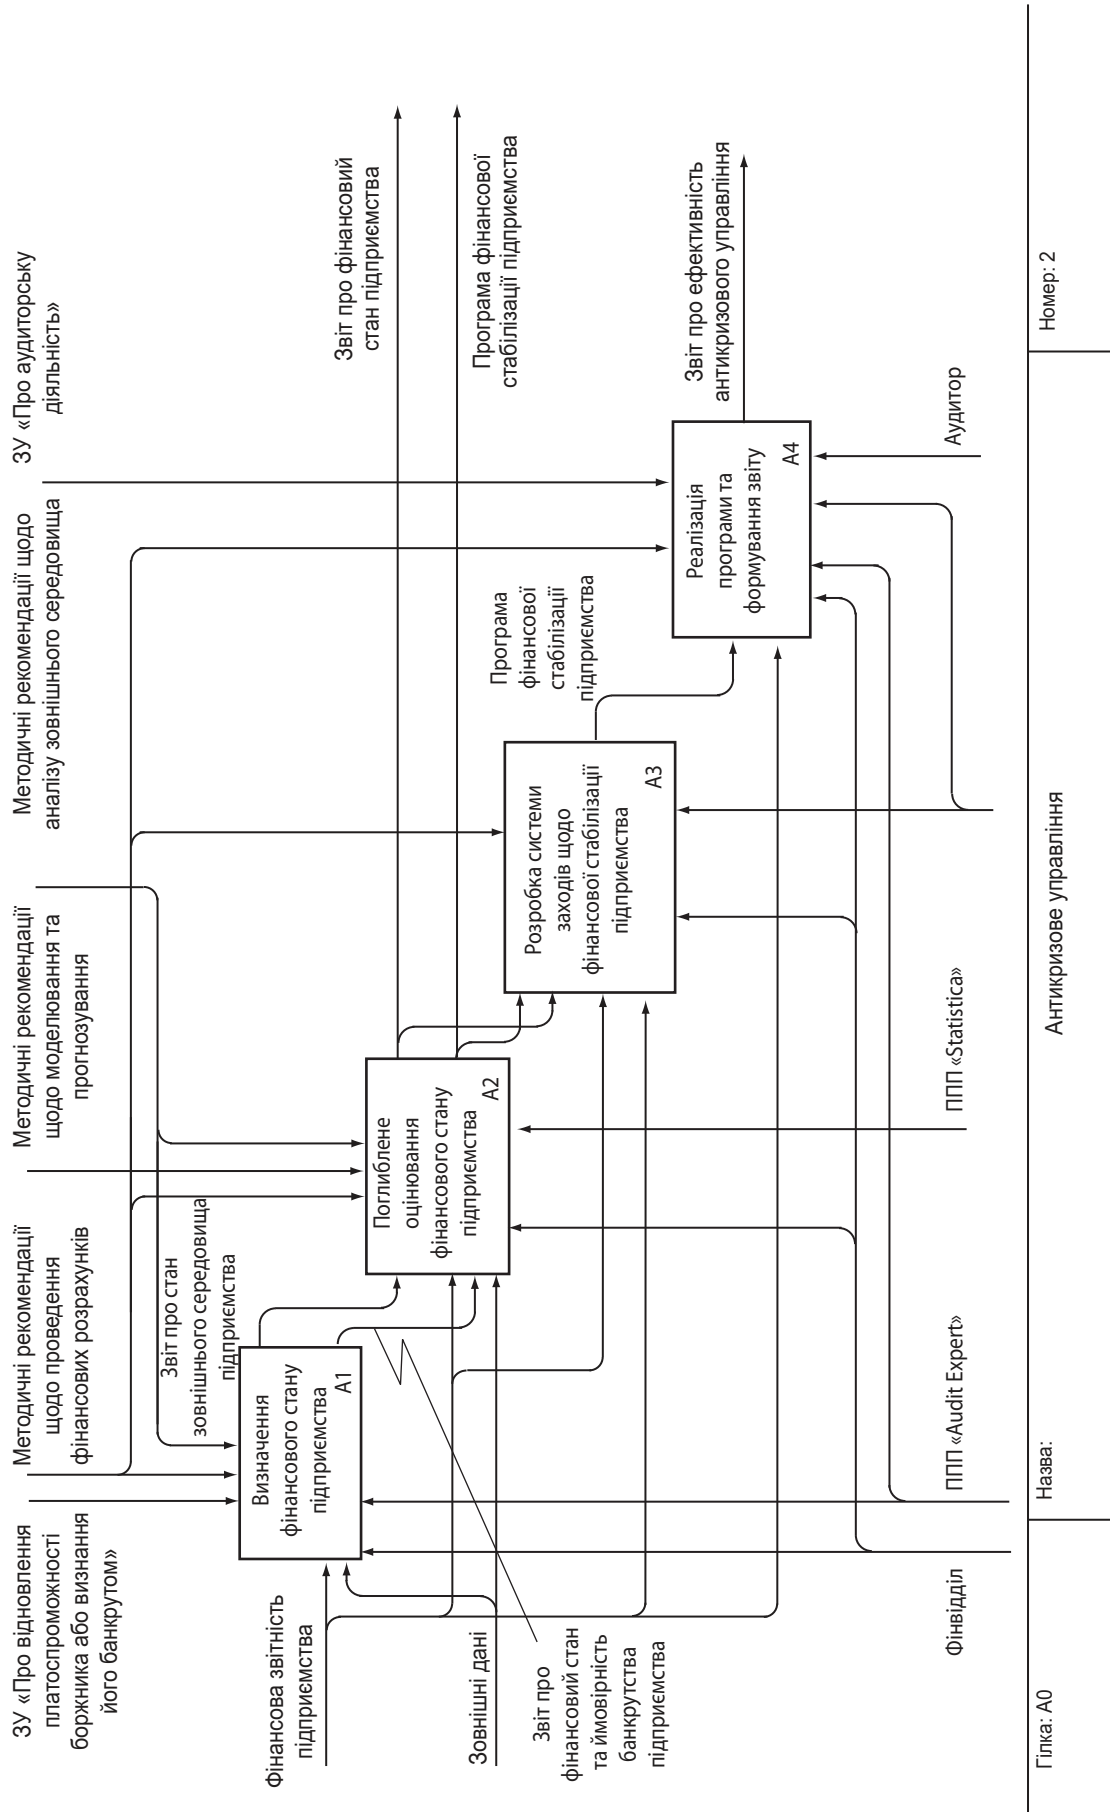 ЗУ «Про відновлення
платоспроможності
боржника або визнання
його банкрутом»
Методичні рекомендації
щодо проведення
фінансових розрахунків
Методичні рекомендації
щодо моделювання та
прогнозування
Методичні рекомендації щодо
аналізу зовнішнього середовища
ЗУ «Про аудиторську
діяльність»
Звіт про стан
зовнішнього середовища
підприємства
Фінансова звітність
підприємства
Зовнішні дані
Звіт про
фінансовий стан
та ймовірність
банкрутства
підприємства
Визначення
фінансового стану
підприємства
А1
Поглиблене
оцінювання
фінансового стану
підприємства
А2
Розробка системи
заходів щодо
фінансової стабілізації
підприємства
А3
Програма
фінансової
стабілізації
підприємства
Реалізація
програми та
формування звіту
А4
Звіт про фінансовий
стан підприємства
Програма фінансової
стабілізації підприємства
Звіт про ефективність
антикризового управління
Фінвідділ
ППП «Audit Expert»
ППП «Statistica»
Аудитор
Гілка: А0
Назва:
Антикризове управління
Номер: 2